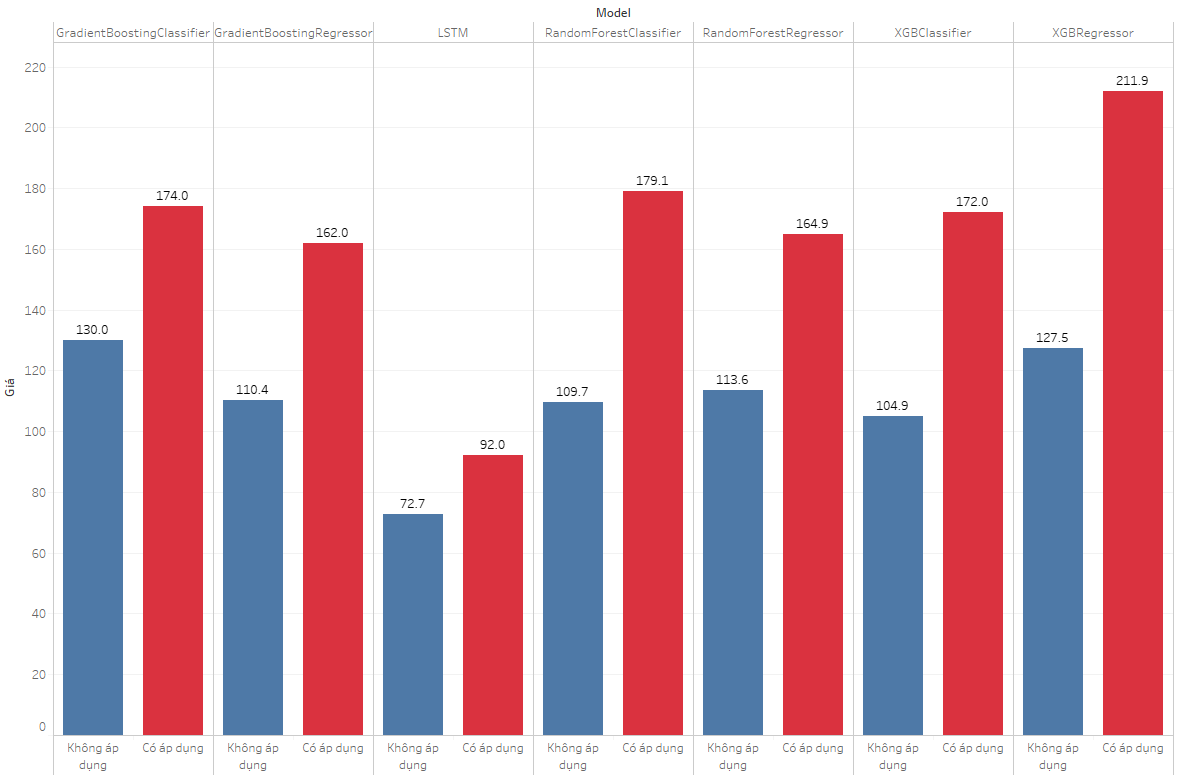 Model
GradientBoostingClassifier GradientBoostingRegressor LSTM RandomForestClassifier RandomForestRegressor XGBClassifier XGBRegressor
220
211.9
200
180
174.0
179.1
172.0
162.0
164.9
160
140
130.0
127.5
120
Giá
110.4
109.7
113.6
104.9
100
92.0
80
72.7
60
40
20
0
Không áp dụng
Có áp dụng
Không áp dụng
Có áp dụng
Không áp dụng
Có áp dụng
Không áp dụng
Có áp dụng
Không áp dụng
Có áp dụng
Không áp dụng
Có áp dụng
Không áp dụng
Có áp dụng